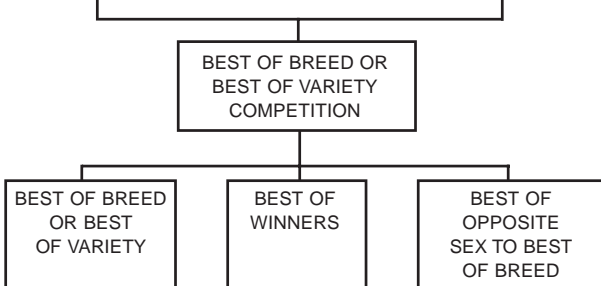 BEST OF BREED OR
BEST OF VARIETY
COMPETITION
BEST OF BREED
OR BEST
OF VARIETY
BEST OF
WINNERS
BEST OF
OPPOSITE
SEX TO BEST
OF BREED